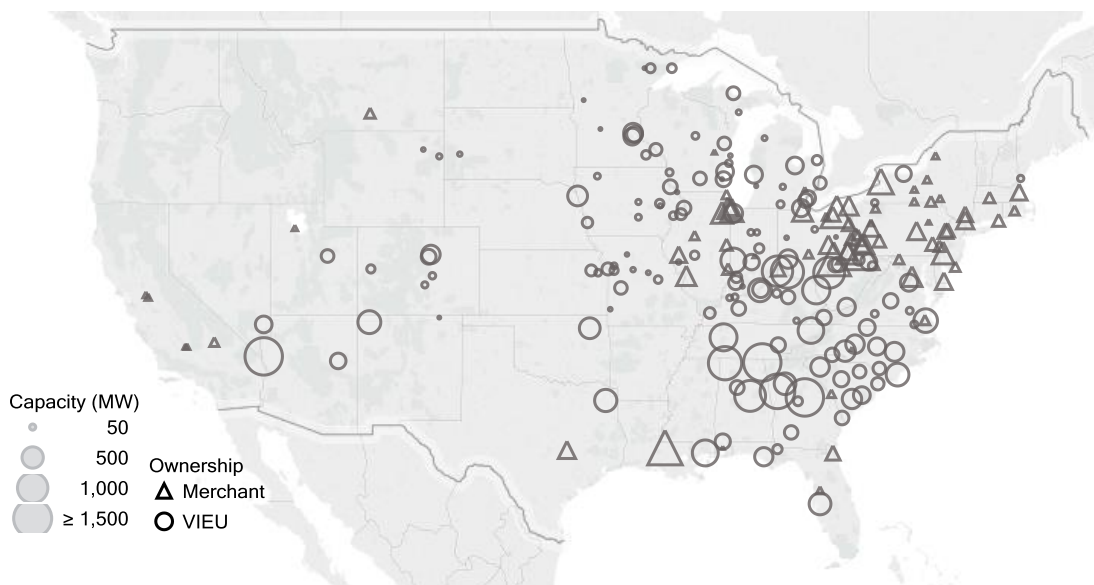 Capacity (MW)
50
500
1,000
≥ 1,500
Ownership
Merchant
VIEU